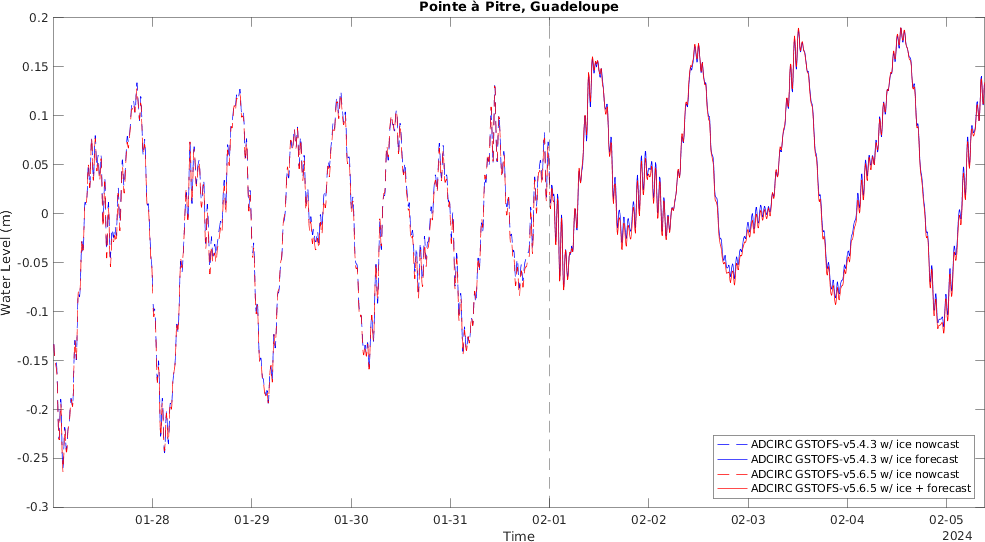 Pointe à Pitre, Guadeloupe
0.2
0.15
0.1
0.05
0
-0.05
-0.1
-0.15
-0.2
-0.25
-0.3
Water Level (m)
01-28 01-29 01-30 01-31 02-01 02-02 02-03 02-04 02-05
Time
2024
ADCIRC GSTOFS-v5.4.3 w/ ice nowcast
ADCIRC GSTOFS-v5.4.3 w/ ice forecast
ADCIRC GSTOFS-v5.6.5 w/ ice nowcast
ADCIRC GSTOFS-v5.6.5 w/ ice + forecast